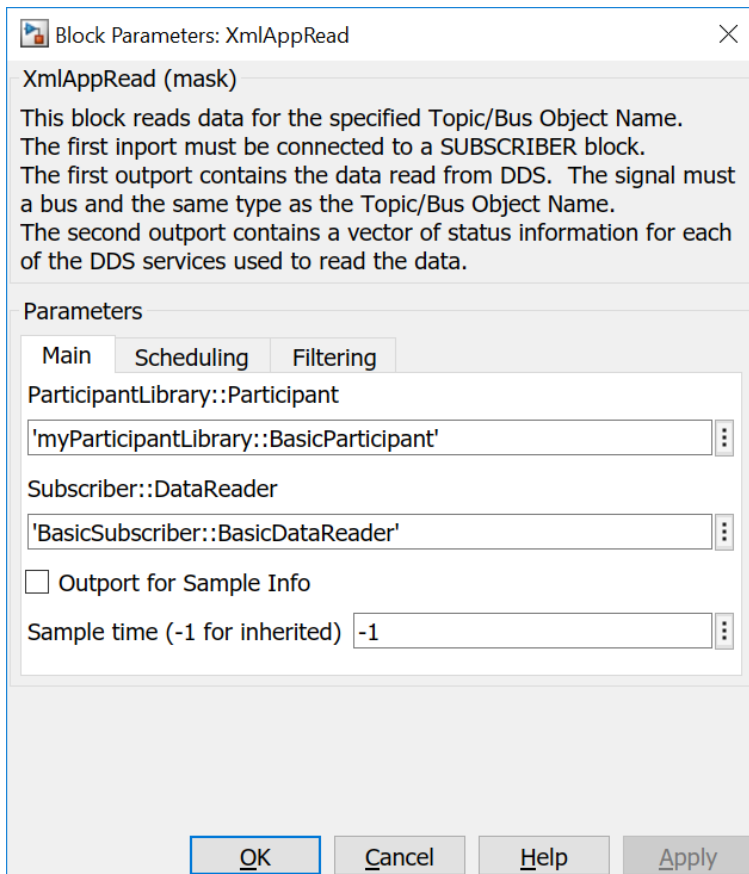 Block Parameters: XmlAppRead
XmlAppRead (mask)
This block reads data for the specified Topic/Bus Object Name.
The first inport must be connected to a SUBSCRIBER block.
The first outport contains the data read from DDS.  The signal must
a bus and the same type as the Topic/Bus Object Name.
The second outport contains a vector of status information for each
of the DDS services used to read the data.
Parameters
Main Scheduling Filtering
ParticipantLibrary::Participant
'myParticipantLibrary::BasicParticipant'
Subscriber::DataReader
'BasicSubscriber::BasicDataReader'
Outport for Sample Info
Sample time (-1 for inherited) -1
OK Cancel Help Apply